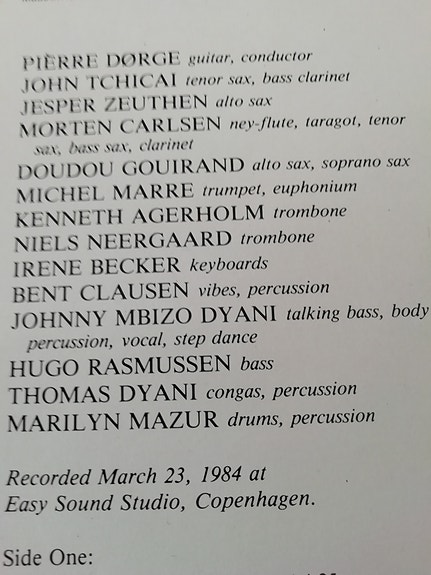 PIERRE DØRGE guitar, conductor
JOHN TCHICAI tenor sax, bass clarinet
JESPER ZEUTHEN alto sax
MORTEN CARLSEN ney-flute, taragot, tenor
sax, bass sax, clarinet
DOUDOU GOUIRAND alto sax, soprano sax
MICHEL MARRE trumpet, euphonium
KENNETH AGERHOLM trombone
NIELS NEERGAARD trombone
IRENE BECKER keyboards
BENT CLAUSEN vibes, percussion
JOHNNY MBIZO DYANI talking bass, body
percussion, vocal, step dance
HUGO RASMUSSEN bass
THOMAS DYANI congas, percussion
MARILYN MAZUR drums, percussion
Recorded March 23, 1984 at
Easy Sound Studio, Copenhagen.
Side One: